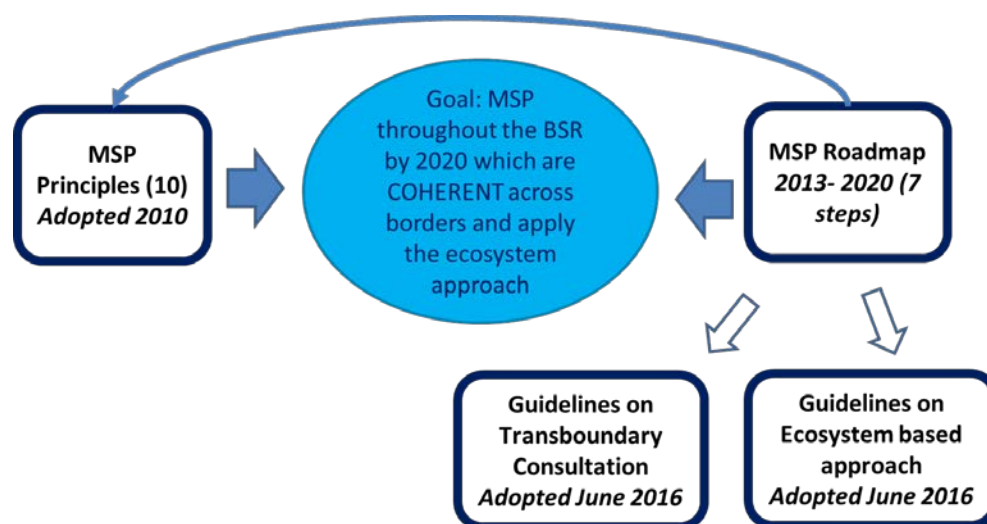 MSP
Principles (10)
Adopted 2010
Goal: MSP
throughout the BSR
by 2020 which are
COHERENT across
borders and apply
the ecosystem
approach
MSP Roadmap
2013- 2020 (7
steps)
Guidelines on
Transboundary
Consultation
Adopted June 2016
Guidelines on
Ecosystem based
approach
Adopted June 2016